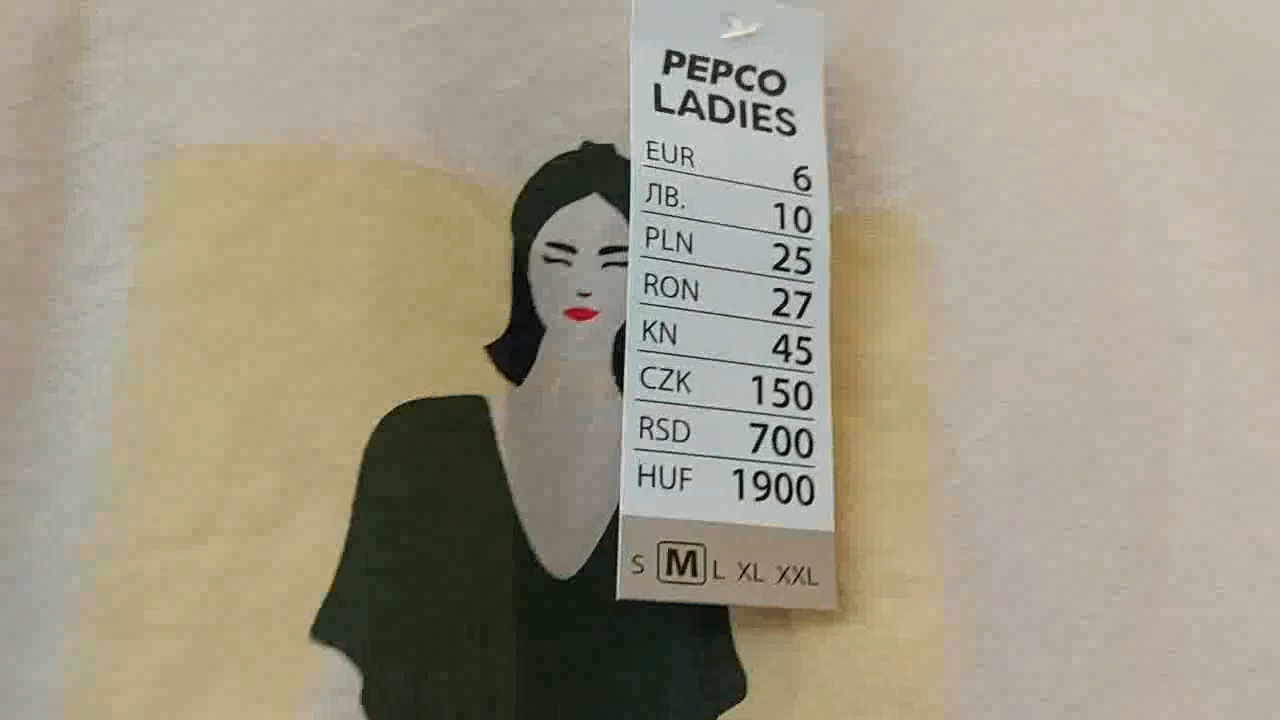 PEPCO
LADIES
EUR 6
ЛВ. 10
PLN 25
RON 27
KN 45
CZK 150
RSD 700
HUF 1900
S M L XL XXL